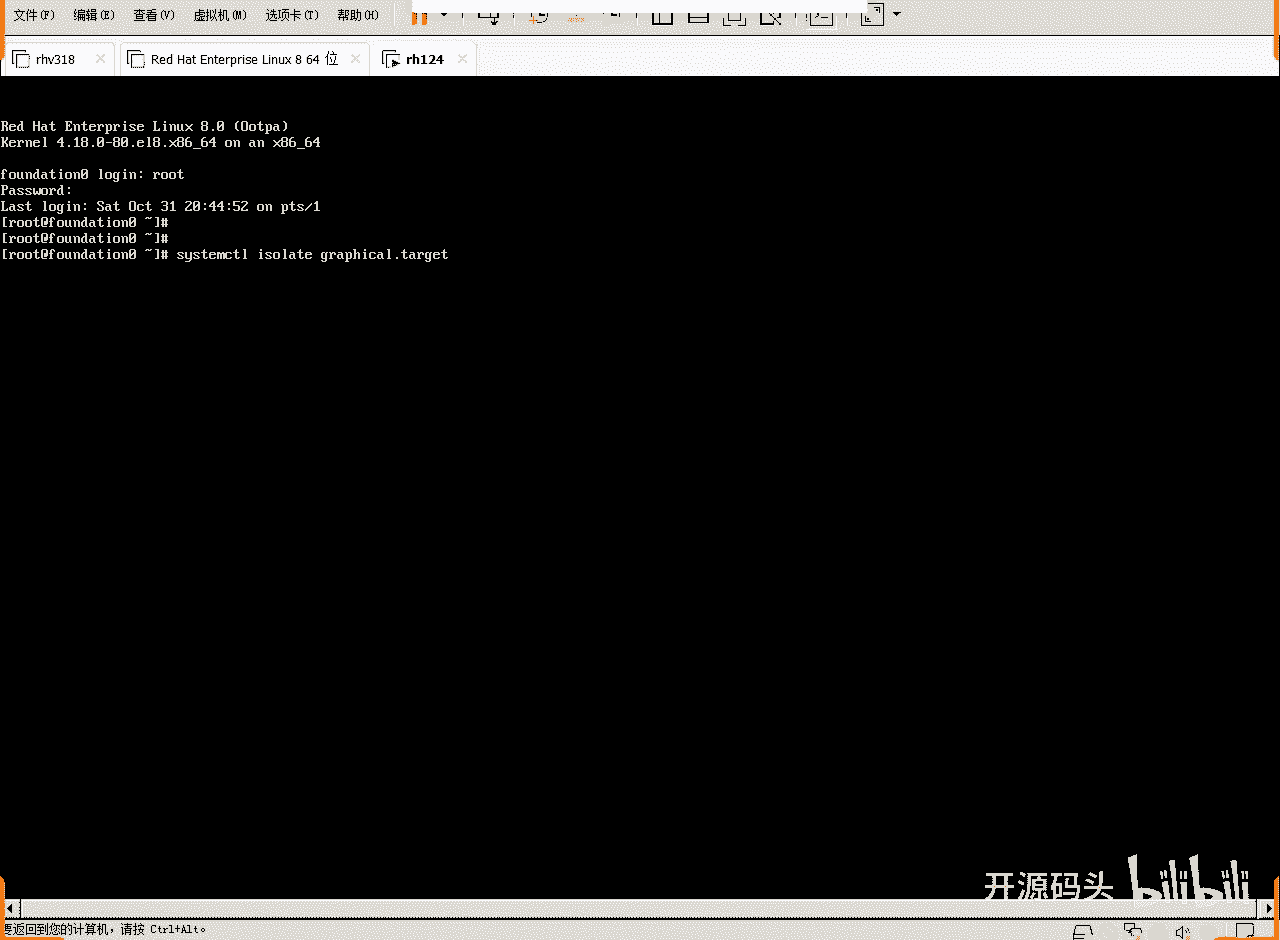 文件(F) 编辑(E) 查看(V) 虚拟机(M) 选项卡(T) 帮助(H)
rhv318 Red Hat Enterprise Linux 8 64 位 rh124
Red Hat Enterprise Linux 8.0 (Ootpa)
Kernel 4.18.0-80.el8.x86_64 on an x86_64
foundation0 login: root
Password:
Last login: Sat Oct 31 20:44:52 on pts/1
[root@foundation0 ~]#
[root@foundation0 ~]#
[root@foundation0 ~]# systemctl isolate graphical.target
开源码头 bilibili
要返回到您的计算机，请按 Ctrl+Alt。